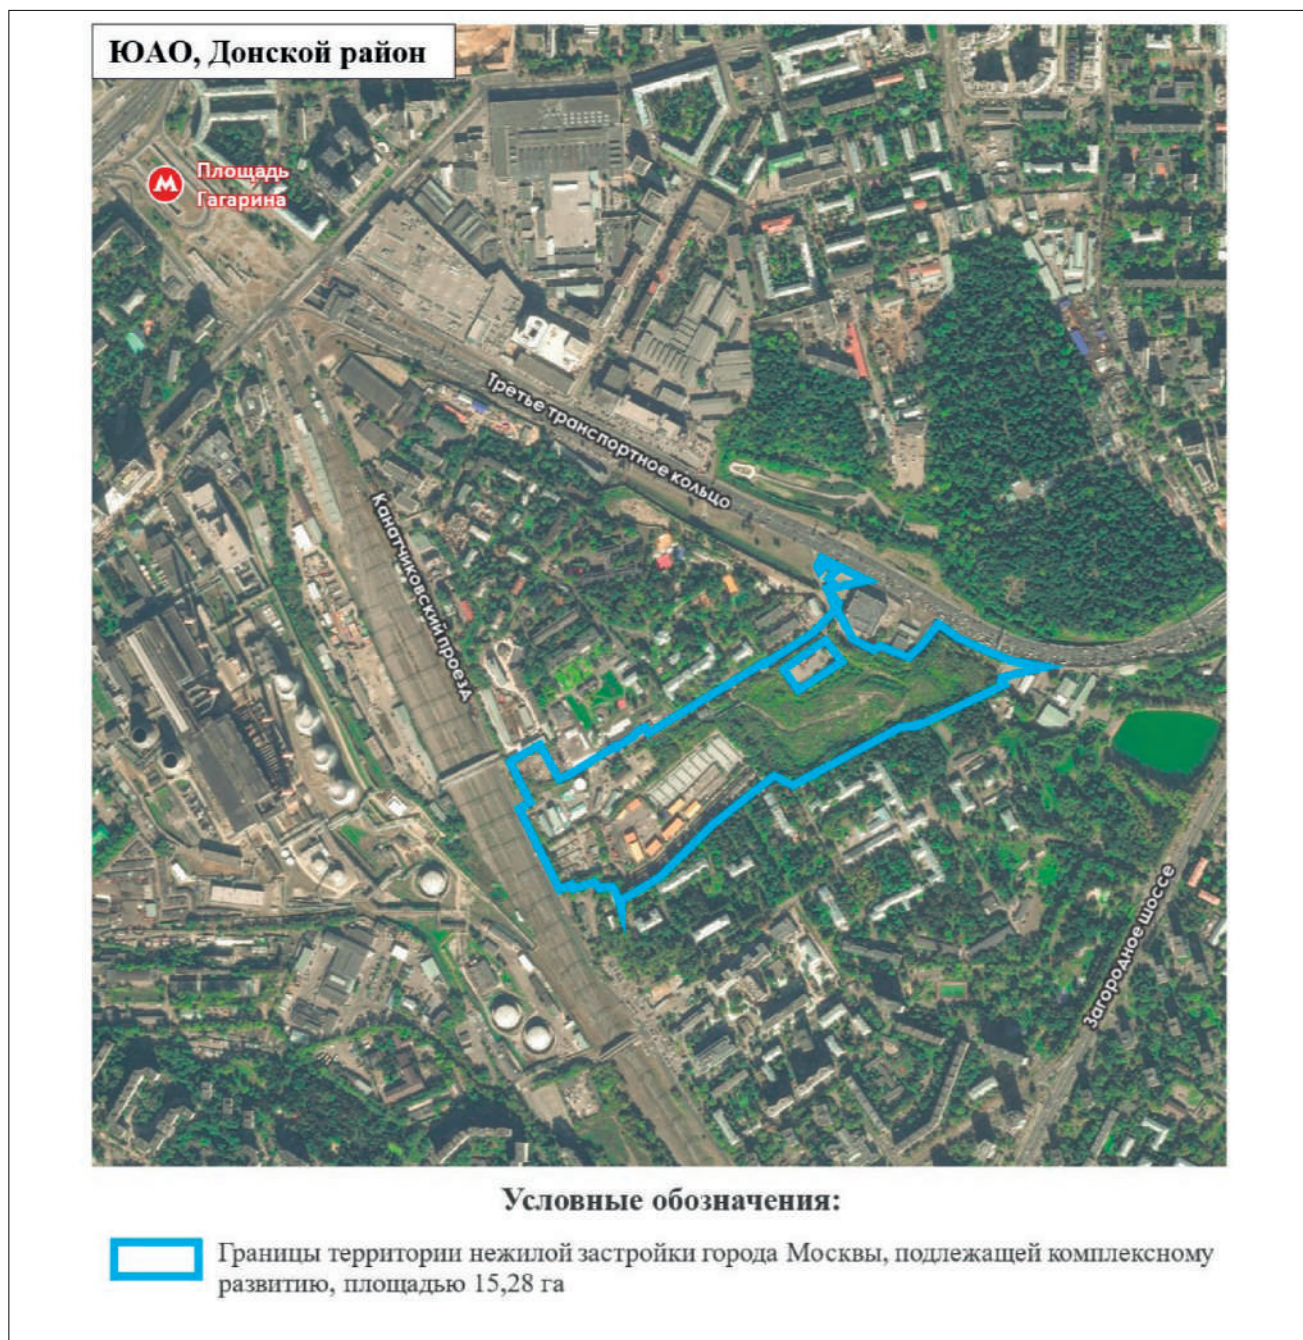 ЮАО, Донской район
М
Площадь
Гагарина
Третье транспортное кольцо
Канатчиковский проезд
Загородное шоссе
Условные обозначения:
Границы территории нежилой застройки города Москвы, подлежащей комплексному
развитию, площадью 15,28 га